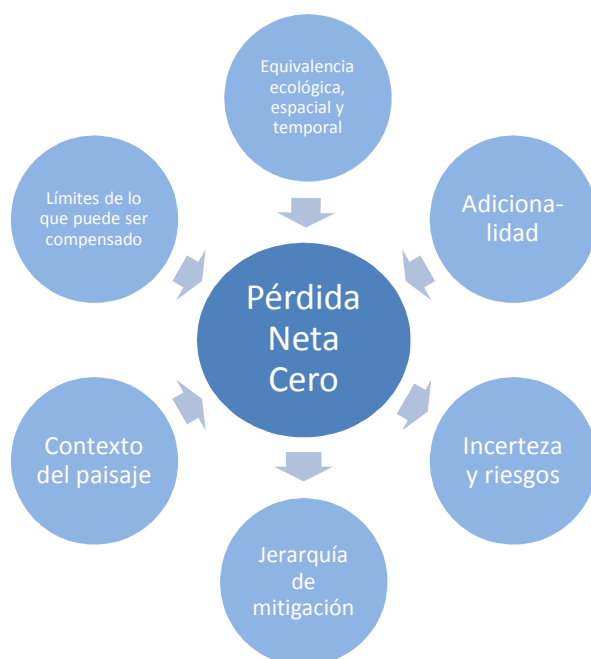 Equivalencia
ecológica,
espacial y
temporal
Límites de lo
que puede ser
compensado
Adiciona-
lidad
Pérdida
Neta
Cero
Contexto
del paisaje
Incerteza
y riesgos
Jerarquía
de
mitigación